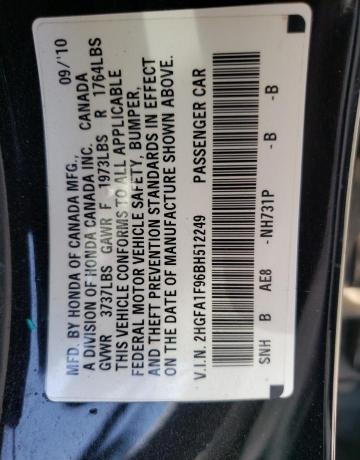 MFD. BY HONDA OF CANADA MFG., 09/'10
A DIVISION OF HONDA CANADA INC. CANADA
GVWR 3737LBS GAWR F 1973LBS R 1764LBS
THIS VEHICLE CONFORMS TO ALL APPLICABLE
FEDERAL MOTOR VEHICLE SAFETY, BUMPER,
AND THEFT PREVENTION STANDARDS IN EFFECT
ON THE DATE OF MANUFACTURE SHOWN ABOVE.
V.I.N. 2HGFA1F96BH512249 PASSENGER CAR
SNH B AE8 -NH731P -B -B